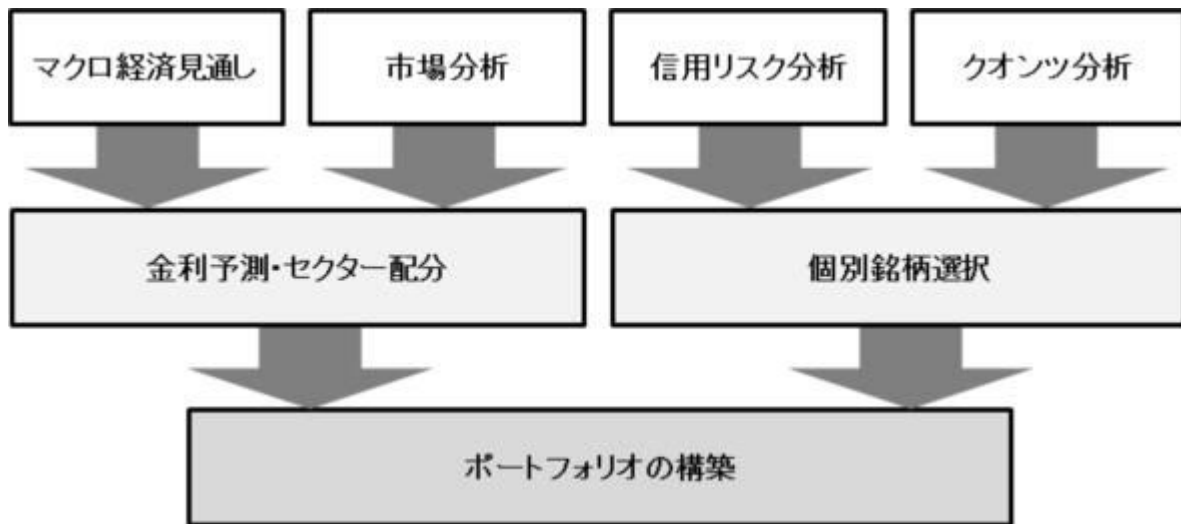 マクロ経済見通し
市場分析
信用リスク分析
クオンツ分析
金利予測・セクター配分
個別銘柄選択
ポートフォリオの構築